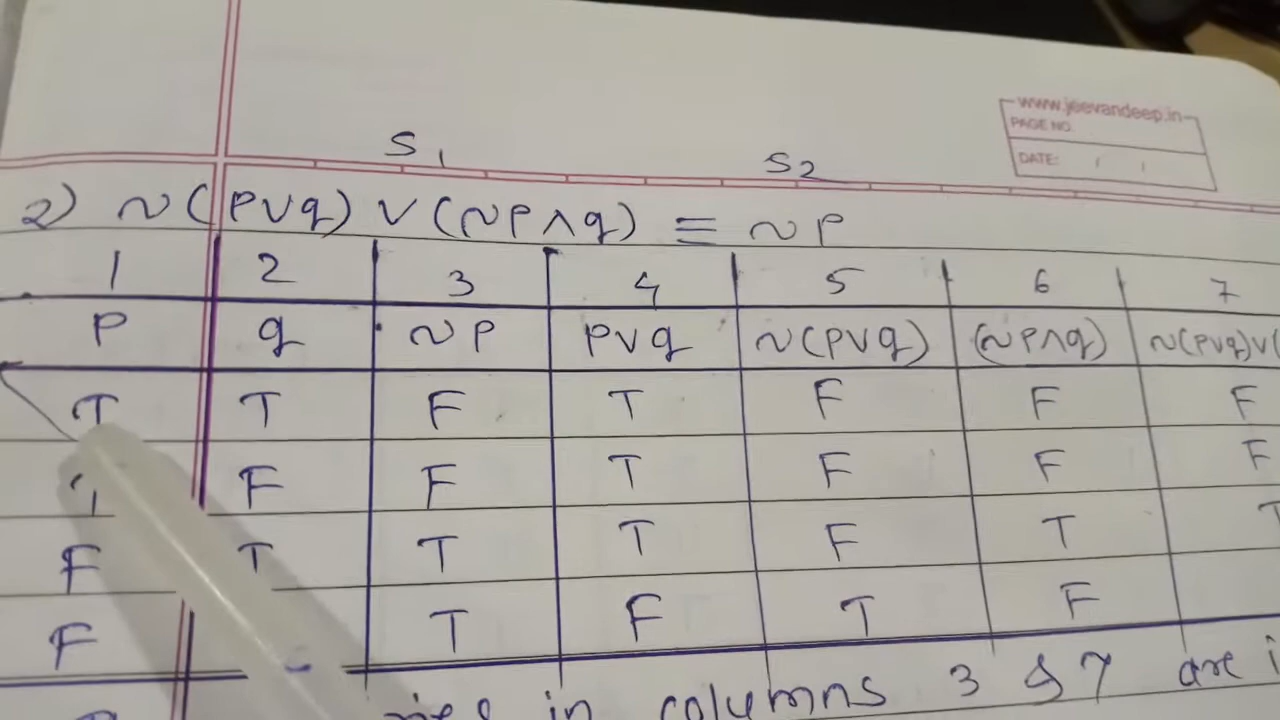 www.jeevandeep.in
PAGE NO.
DATE: / /
S1 S2
2) ~(P∨q) ∨ (~P∧q) ≡ ~P
1 2 3 4 5 6 7
P q ~P P∨q ~(P∨q) (~P∧q) ~(P∨q)∨(
T T F T F F F
T F F T F F F
F T T T F T T
F T F T F
in columns 3 & 7 are